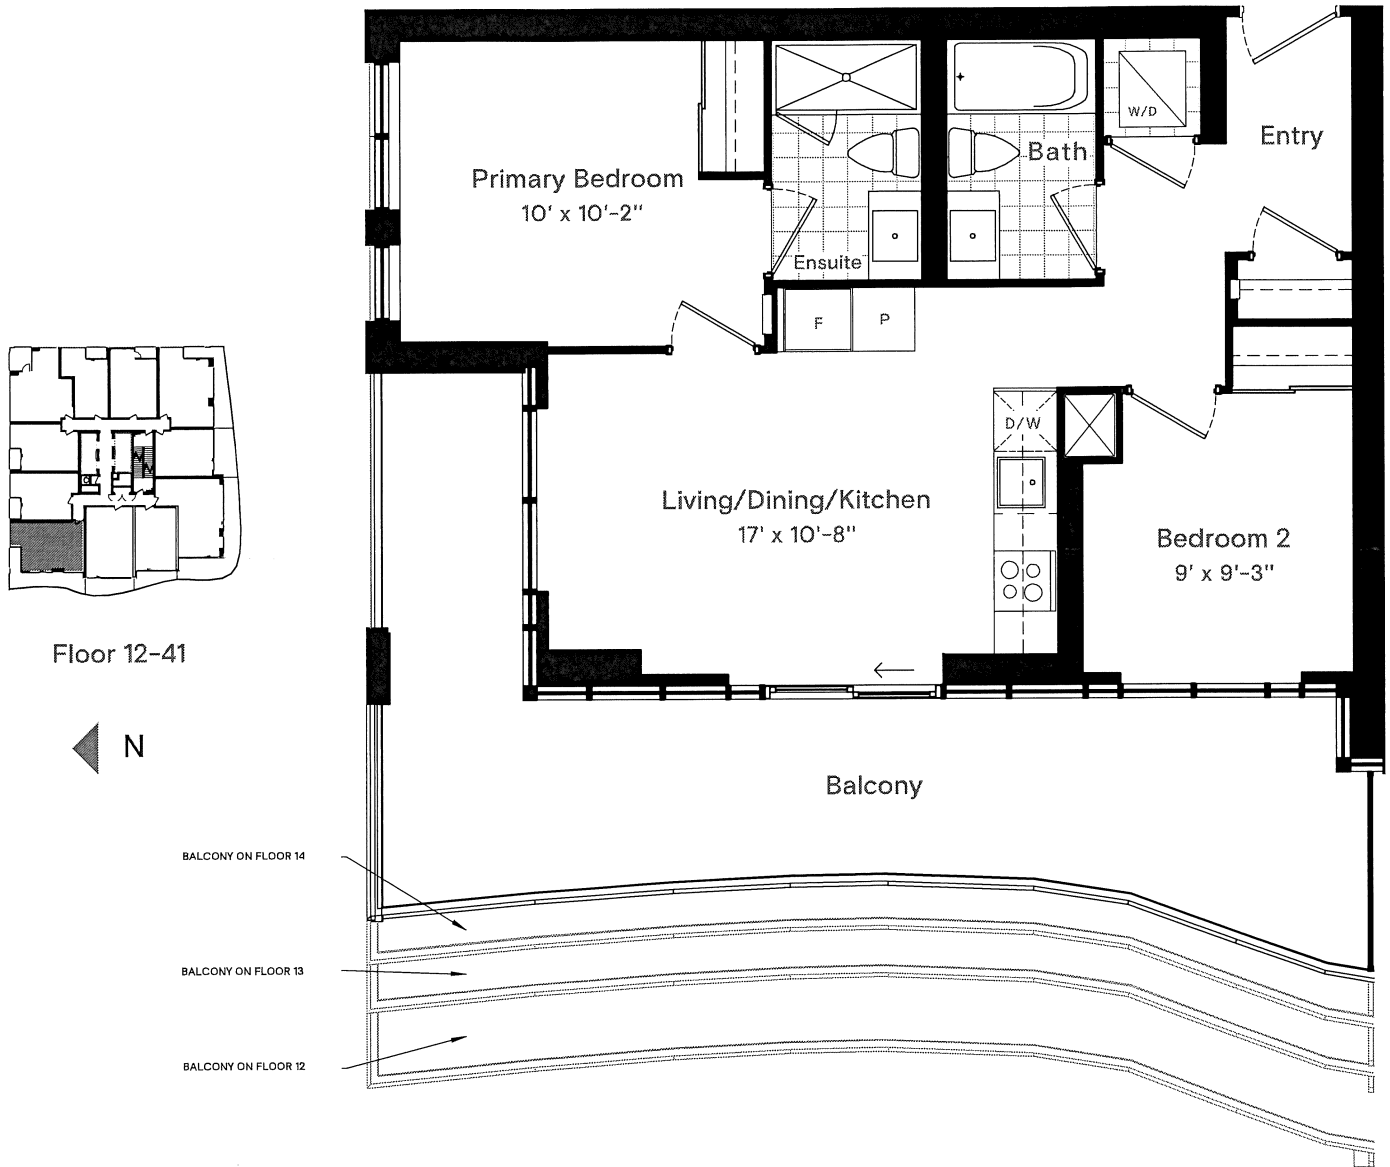 W/D
Entry
Bath
Primary Bedroom
10' x 10'-2"
Ensuite
F
P
D/W
Living/Dining/Kitchen
17' x 10'-8"
Bedroom 2
9' x 9'-3"
Floor 12-41
N
Balcony
BALCONY ON FLOOR 14
BALCONY ON FLOOR 13
BALCONY ON FLOOR 12